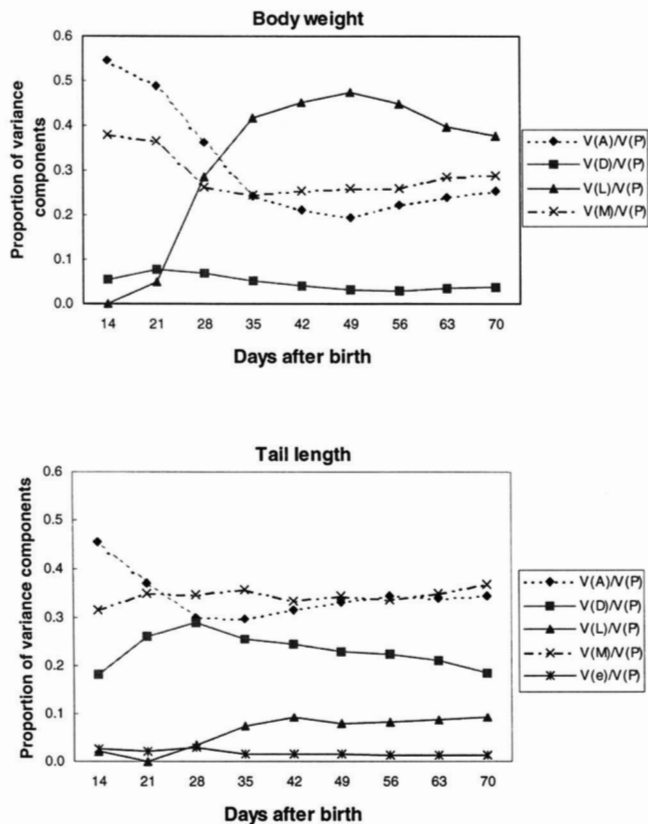 Body weight
Proportion of variance
components
0.6
0.5
0.4
0.3
0.2
0.1
0.0
14 21 28 35 42 49 56 63 70
Days after birth
V(A)/V(P)
V(D)/V(P)
V(L)/V(P)
V(M)/V(P)
Tail length
Proportion of variance components
0.6
0.5
0.4
0.3
0.2
0.1
0.0
14 21 28 35 42 49 56 63 70
Days after birth
V(A)/V(P)
V(D)/V(P)
V(L)/V(P)
V(M)/V(P)
V(e)/V(P)